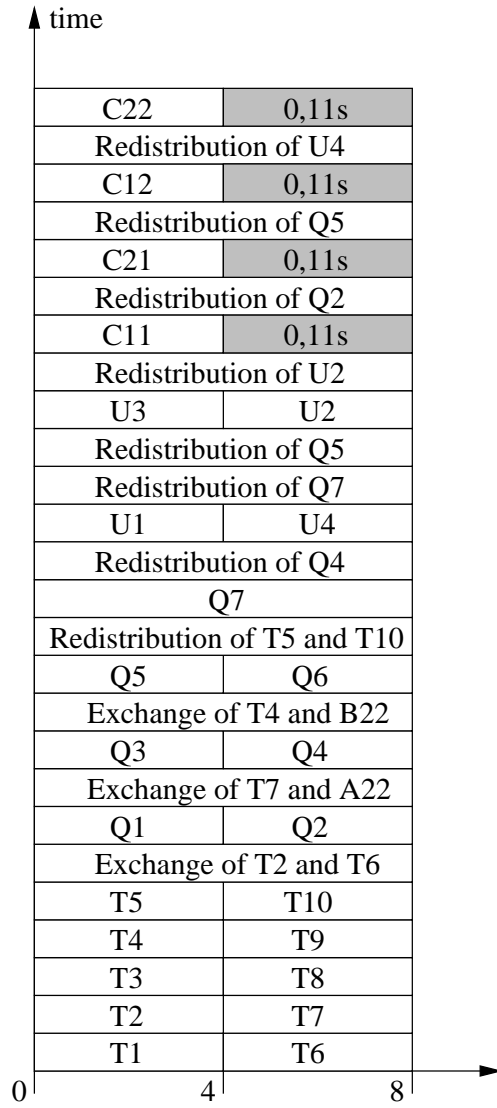 time
C22 0,11s
Redistribution of U4
C12 0,11s
Redistribution of Q5
C21 0,11s
Redistribution of Q2
C11 0,11s
Redistribution of U2
U3 U2
Redistribution of Q5
Redistribution of Q7
U1 U4
Redistribution of Q4
Q7
Redistribution of T5 and T10
Q5 Q6
Exchange of T4 and B22
Q3 Q4
Exchange of T7 and A22
Q1 Q2
Exchange of T2 and T6
T5 T10
T4 T9
T3 T8
T2 T7
T1 T6
0 4 8